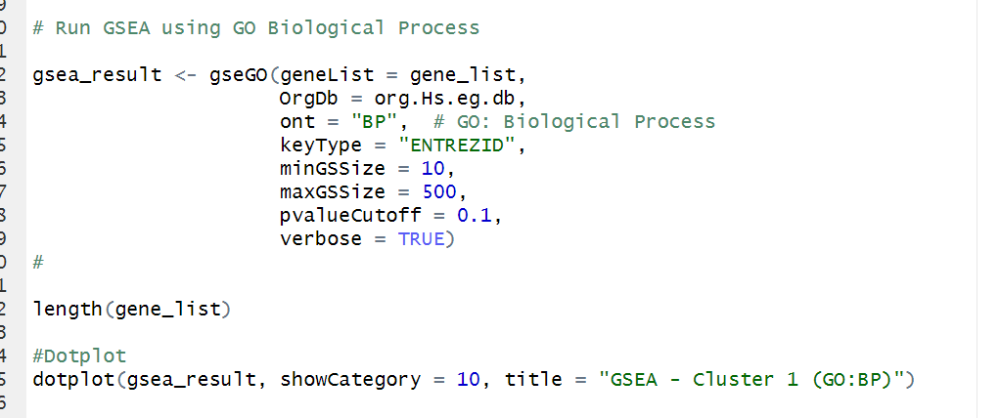 # Run GSEA using GO Biological Process
gsea_result <- gseGO(geneList = gene_list,
OrgDb = org.Hs.eg.db,
ont = "BP",  # GO: Biological Process
keyType = "ENTREZID",
minGSSize = 10,
maxGSSize = 500,
pvalueCutoff = 0.1,
verbose = TRUE)
#
length(gene_list)
#Dotplot
dotplot(gsea_result, showCategory = 10, title = "GSEA - Cluster 1 (GO:BP)")